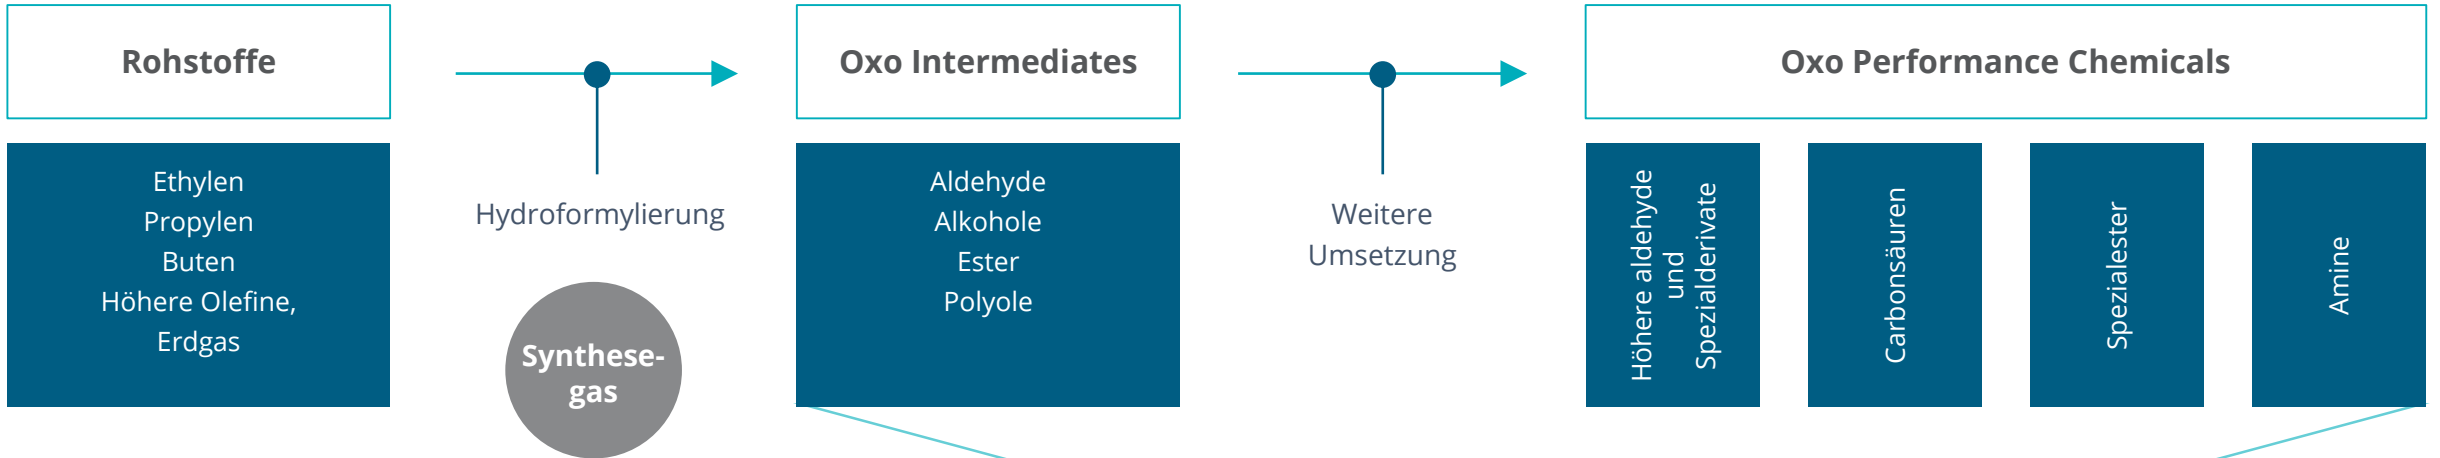 Rohstoffe
Ethylen
Propylen
Buten
Höhere Olefine,
Erdgas
Hydroformylierung
Synthese-
gas
Oxo Intermediates
Aldehyde
Alkohole
Ester
Polyole
Weitere
Umsetzung
Oxo Performance Chemicals
Höhere aldehyde
und
Spezialderivate
Carbonsäuren
Spezialester
Amine